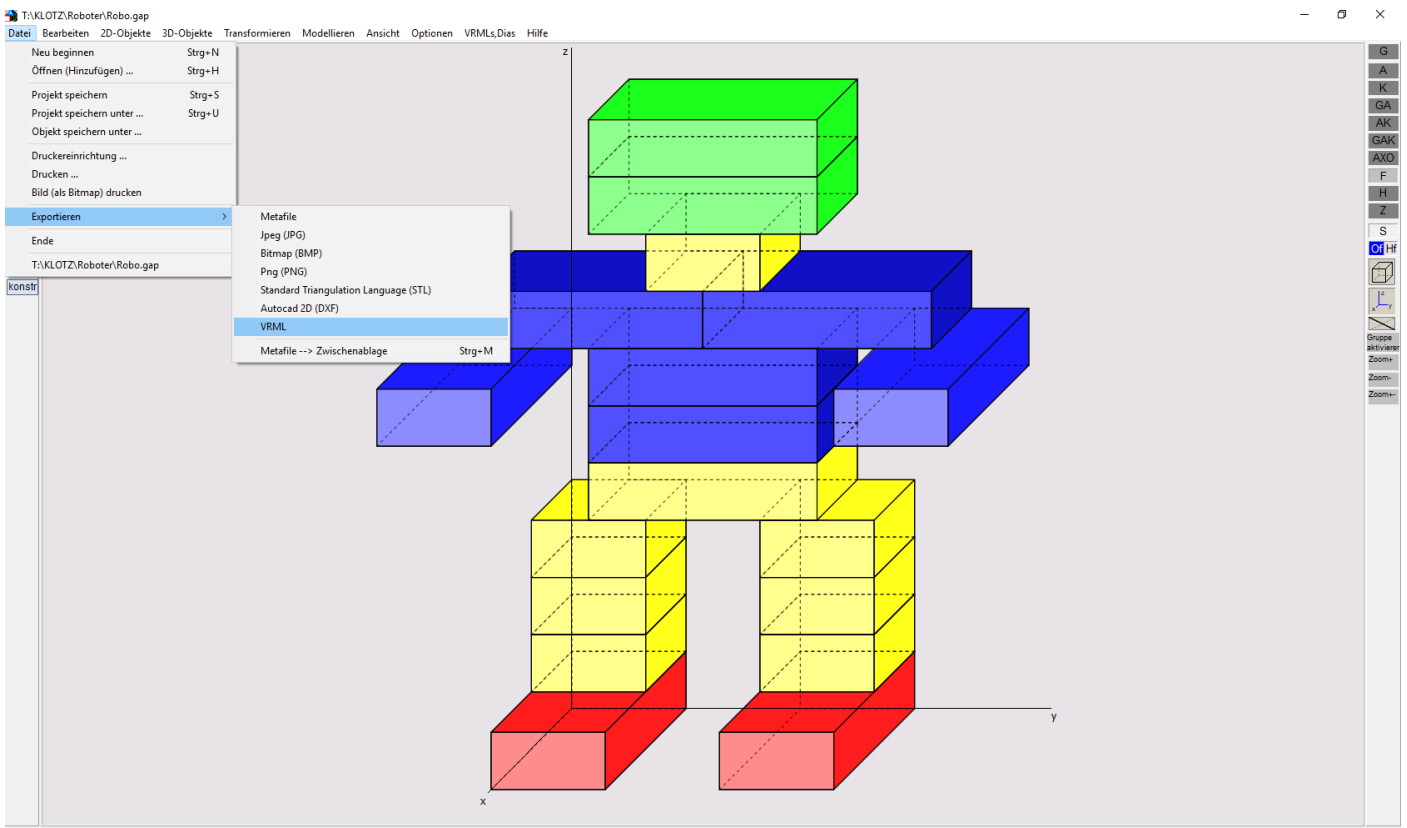 T:\KLOTZ\Roboter\Robo.gap
Datei Bearbeiten 2D-Objekte 3D-Objekte Transformieren Modellieren Ansicht Optionen VRMLs,Dias Hilfe
Neu beginnen Strg+N
Öffnen (Hinzufügen) ... Strg+H
Projekt speichern Strg+S
Projekt speichern unter ... Strg+U
Objekt speichern unter ...
Druckereinrichtung ...
Drucken ...
Bild (als Bitmap) drucken
Exportieren >
Ende
T:\KLOTZ\Roboter\Robo.gap
konstr
Metafile
Jpeg (JPG)
Bitmap (BMP)
Png (PNG)
Standard Triangulation Language (STL)
Autocad 2D (DXF)
VRML
Metafile --> Zwischenablage Strg+M
z
y
x
G
A
K
GA
AK
GAK
AXO
F
H
Z
S
Of Hf
z
x y
Gruppe
aktivierer
Zoom+
Zoom-
Zoom+-